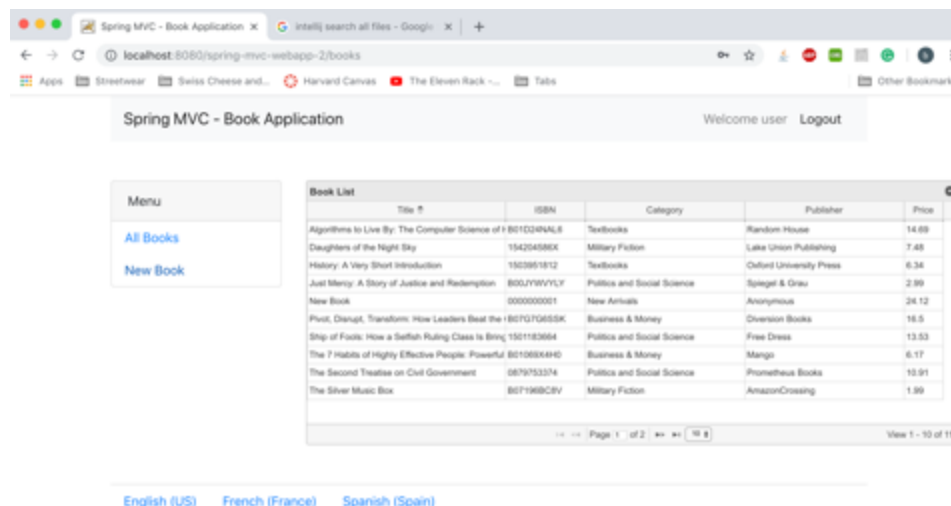 Spring MVC - Book Application × intellij search all files - Googl × +
localhost:8080/spring-mvc-webapp-2/books
Apps Streetwear Swiss Cheese and... Harvard Canvas The Eleven Rack -... Tabs Other Bookmark
Spring MVC - Book Application Welcome user Logout
Menu
All Books
New Book
Book List
Title ISBN Category Publisher Price
Algorithms to Live By: The Computer Science of H B01D24NAL6 Textbooks Random House 14.69
Daughters of the Night Sky 154204586X Military Fiction Lake Union Publishing 7.48
History: A Very Short Introduction 1503951812 Textbooks Oxford University Press 6.34
Just Mercy: A Story of Justice and Redemption B00JYWVYLY Politics and Social Science Spiegel & Grau 2.99
New Book 0000000001 New Arrivals Anonymous 24.12
Pivot, Disrupt, Transform: How Leaders Beat the B07G7G6SSK Business & Money Diversion Books 16.5
Ship of Fools: How a Selfish Ruling Class Is Bring 1501183664 Politics and Social Science Free Dress 13.53
The 7 Habits of Highly Effective People: Powerful B01069X4H0 Business & Money Mango 6.17
The Second Treatise on Civil Government 0879753374 Politics and Social Science Prometheus Books 10.91
The Silver Music Box B07196BC8V Military Fiction AmazonCrossing 1.99
Page 1 of 2 10 View 1 - 10 of 11
English (US) French (France) Spanish (Spain)